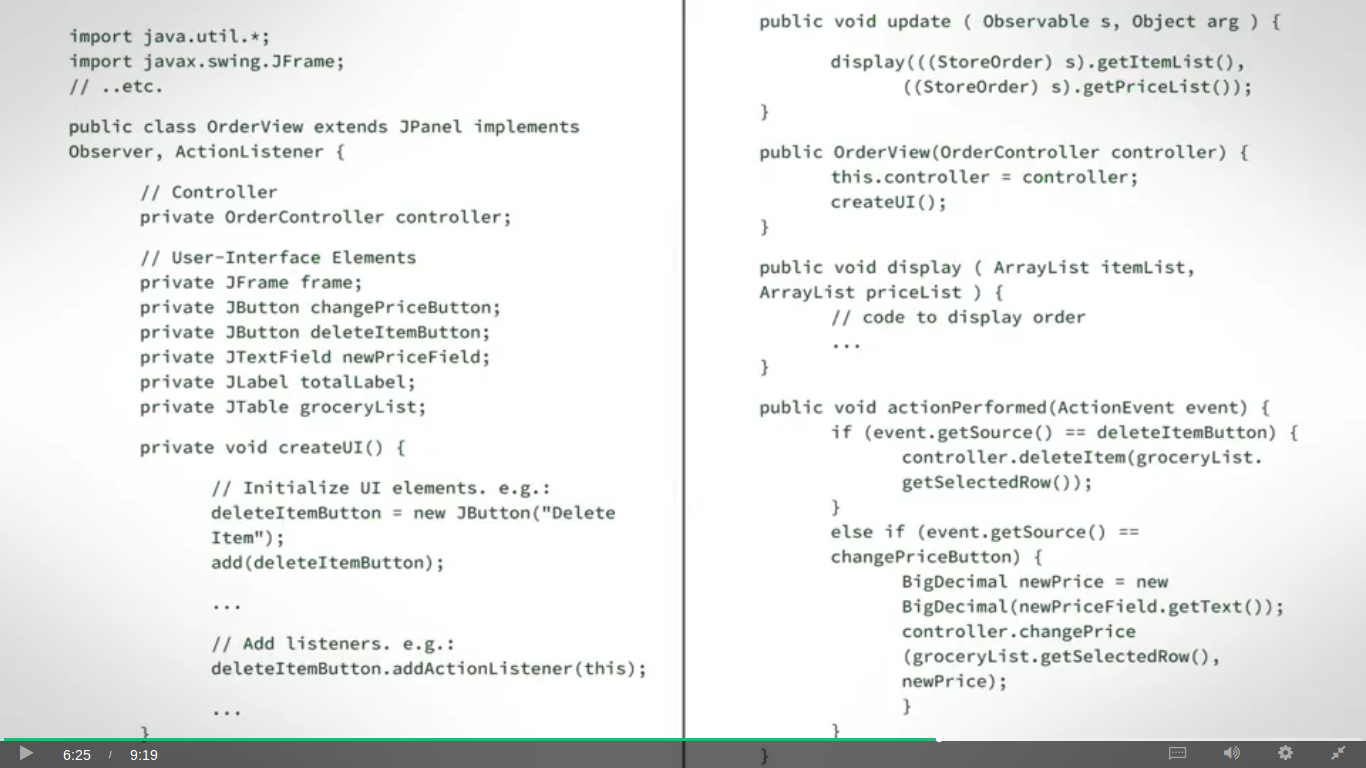 import java.util.*;
import javax.swing.JFrame;
// ..etc.
public class OrderView extends JPanel implements
Observer, ActionListener {
// Controller
private OrderController controller;
// User-Interface Elements
private JFrame frame;
private JButton changePriceButton;
private JButton deleteItemButton;
private JTextField newPriceField;
private JLabel totalLabel;
private JTable groceryList;
private void createUI() {
// Initialize UI elements. e.g.:
deleteItemButton = new JButton("Delete
Item");
add(deleteItemButton);
...
// Add listeners. e.g.:
deleteItemButton.addActionListener(this);
...
}
public void update ( Observable s, Object arg ) {
display(((StoreOrder) s).getItemList(),
((StoreOrder) s).getPriceList());
}
public OrderView(OrderController controller) {
this.controller = controller;
createUI();
}
public void display ( ArrayList itemList,
ArrayList priceList ) {
// code to display order
...
}
public void actionPerformed(ActionEvent event) {
if (event.getSource() == deleteItemButton) {
controller.deleteItem(groceryList.
getSelectedRow());
}
else if (event.getSource() ==
changePriceButton) {
BigDecimal newPrice = new
BigDecimal(newPriceField.getText());
controller.changePrice
(groceryList.getSelectedRow(),
newPrice);
}
}
}
6:25 / 9:19